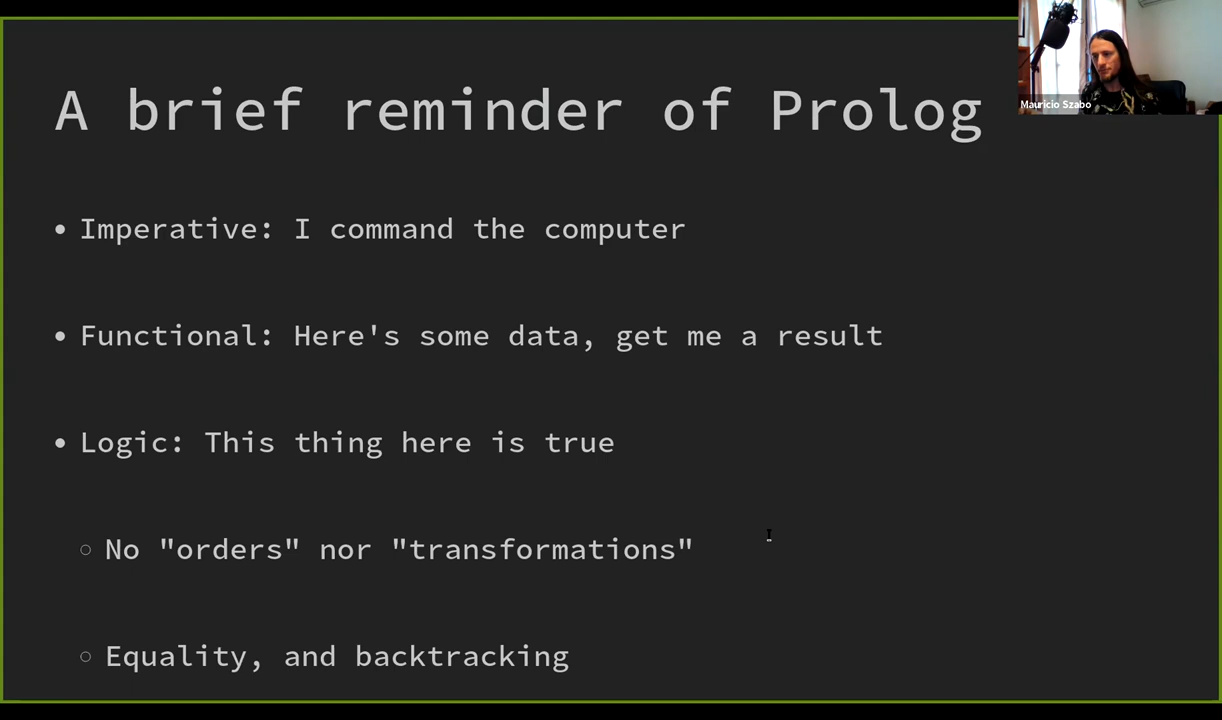 A brief reminder of Prolog
Mauricio Szabo
• Imperative: I command the computer
• Functional: Here's some data, get me a result
• Logic: This thing here is true
○ No "orders" nor "transformations"
○ Equality, and backtracking